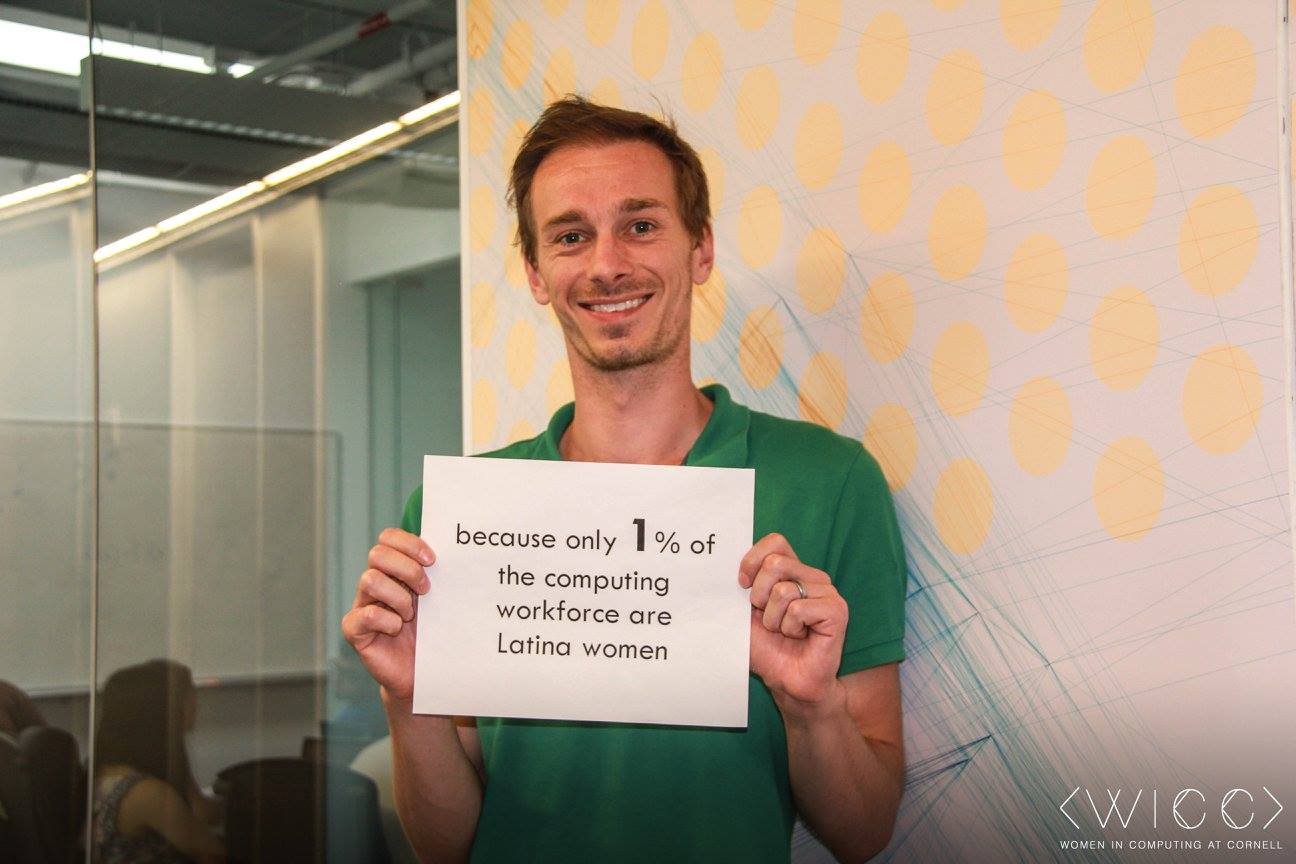 because only 1% of
the computing
workforce are
Latina women
<WICC>
WOMEN IN COMPUTING AT CORNELL